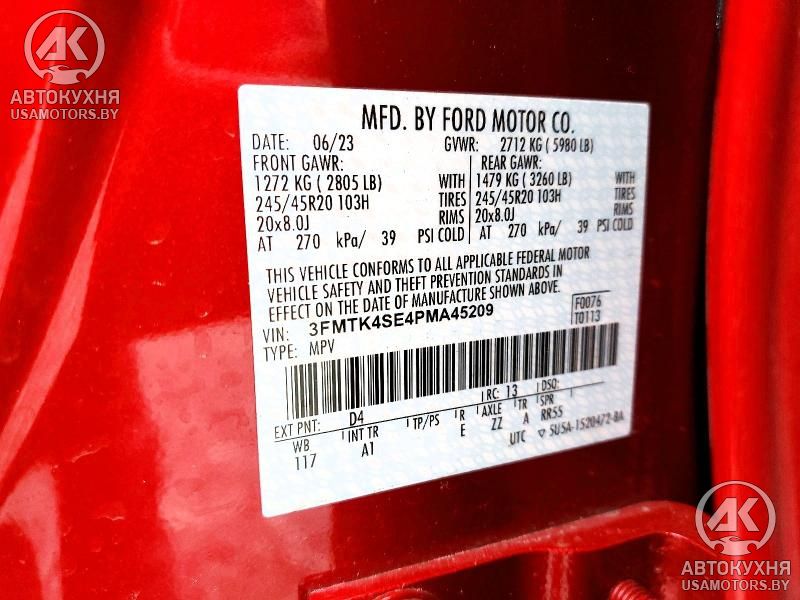 AK
АВТОКУХНЯ
USAMOTORS.BY
MFD. BY FORD MOTOR CO.
DATE: 06/23 GVWR: 2712 KG ( 5980 LB)
FRONT GAWR: REAR GAWR:
1272 KG ( 2805 LB) WITH 1479 KG ( 3260 LB) WITH
245/45R20 103H TIRES 245/45R20 103H TIRES
20x8.0J RIMS 20x8.0J RIMS
AT 270 kPa/ 39 PSI COLD AT 270 kPa/ 39 PSI COLD
THIS VEHICLE CONFORMS TO ALL APPLICABLE FEDERAL MOTOR
VEHICLE SAFETY AND THEFT PREVENTION STANDARDS IN
EFFECT ON THE DATE OF MANUFACTURE SHOWN ABOVE.
VIN: 3FMTK4SE4PMA45209 F0076
TYPE: MPV T0113
EXT PNT: D4 RC: 13 DSO:
WB INT TR TP/PS R AXLE TR SPR
117 A1 E ZZ A RR55
UTC ▽ 5U5A-1520472-BA
AK
АВТОКУХНЯ
USAMOTORS.BY